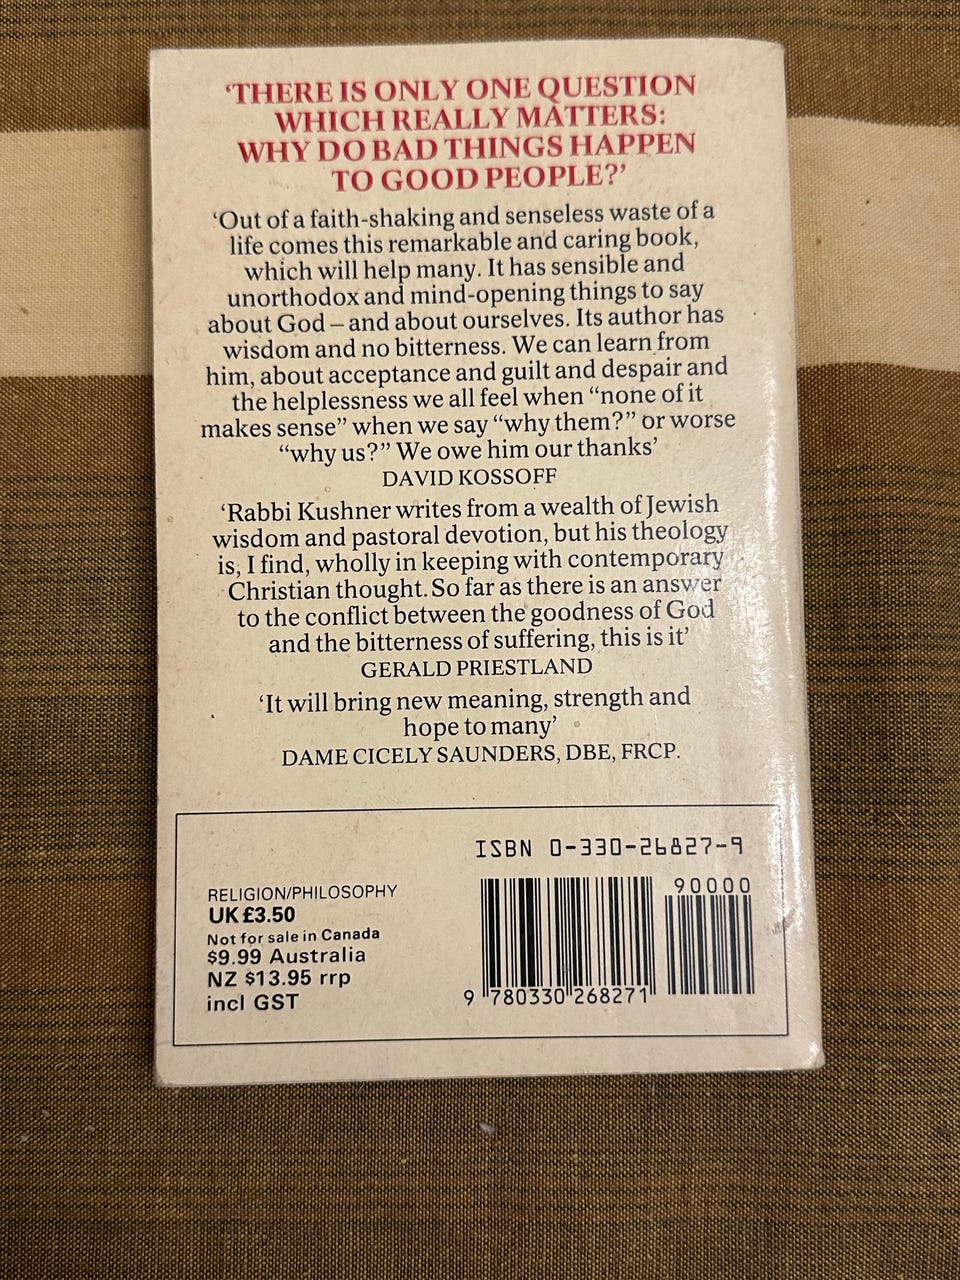 ‘THERE IS ONLY ONE QUESTION
WHICH REALLY MATTERS:
WHY DO BAD THINGS HAPPEN
TO GOOD PEOPLE?’
‘Out of a faith-shaking and senseless waste of a
life comes this remarkable and caring book,
which will help many. It has sensible and
unorthodox and mind-opening things to say
about God – and about ourselves. Its author has
wisdom and no bitterness. We can learn from
him, about acceptance and guilt and despair and
the helplessness we all feel when “none of it
makes sense” when we say “why them?” or worse
“why us?” We owe him our thanks’
DAVID KOSSOFF
‘Rabbi Kushner writes from a wealth of Jewish
wisdom and pastoral devotion, but his theology
is, I find, wholly in keeping with contemporary
Christian thought. So far as there is an answer
to the conflict between the goodness of God
and the bitterness of suffering, this is it’
GERALD PRIESTLAND
‘It will bring new meaning, strength and
hope to many’
DAME CICELY SAUNDERS, DBE, FRCP.
ISBN 0-330-26827-9
RELIGION/PHILOSOPHY
UK £3.50
Not for sale in Canada
$9.99 Australia
NZ $13.95 rrp
incl GST
90000
9 780330 268271